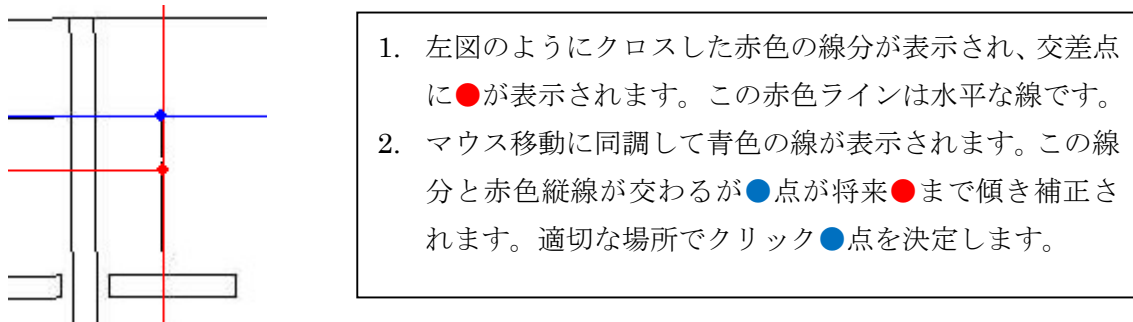 1. 左図のようにクロスした赤色の線分が表示され、交差点
に●が表示されます。この赤色ラインは水平な線です。
2. マウス移動に同調して青色の線が表示されます。この線
分と赤色縦線が交わるが●点が将来●まで傾き補正さ
れます。適切な場所でクリック●点を決定します。